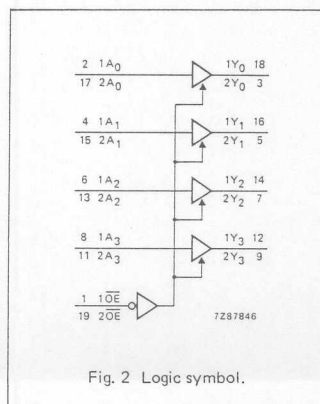 2 1A0 1Y0 18
17 2A0 2Y0 3
4 1A1 1Y1 16
15 2A1 2Y1 5
6 1A2 1Y2 14
13 2A2 2Y2 7
8 1A3 1Y3 12
11 2A3 2Y3 9
1 1O̅E̅
19 2O̅E̅
7Z87846
Fig. 2 Logic symbol.